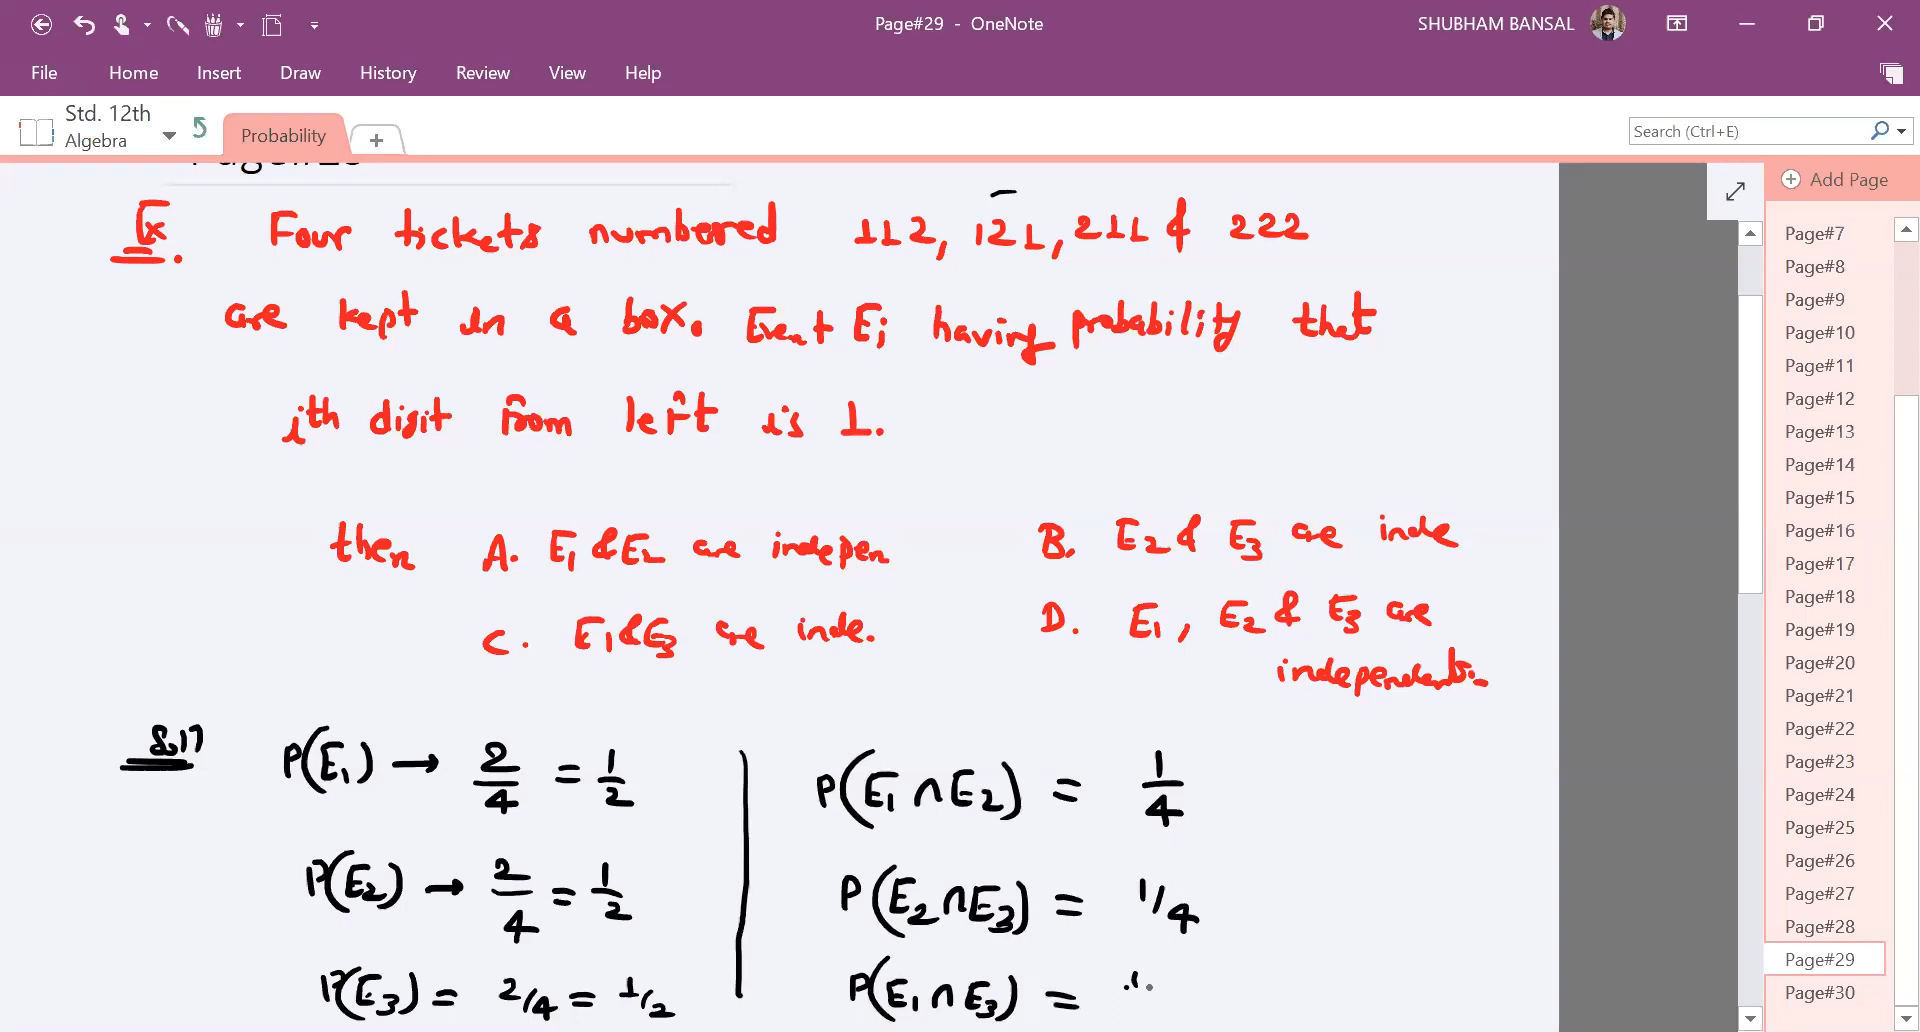 Page#29 - OneNote
SHUBHAM BANSAL
File Home Insert Draw History Review View Help
Std. 12th
Algebra
Probability
Search (Ctrl+E)
Add Page
Ex. Four tickets numbered 112, 121, 211 & 222
are kept in a box. Event Ei having probability that
ith digit from left is 1.
then A. E1 & E2 are indepen B. E2 & E3 are inde
C. E1 & E3 are inde. D. E1, E2 & E3 are
independents.
Sol7
P(E1) → 2/4 = 1/2
P(E2) → 2/4 = 1/2
P(E3) = 2/4 = 1/2
P(E1 ∩ E2) = 1/4
P(E2 ∩ E3) = 1/4
P(E1 ∩ E3) = 1
Page#7
Page#8
Page#9
Page#10
Page#11
Page#12
Page#13
Page#14
Page#15
Page#16
Page#17
Page#18
Page#19
Page#20
Page#21
Page#22
Page#23
Page#24
Page#25
Page#26
Page#27
Page#28
Page#29
Page#30